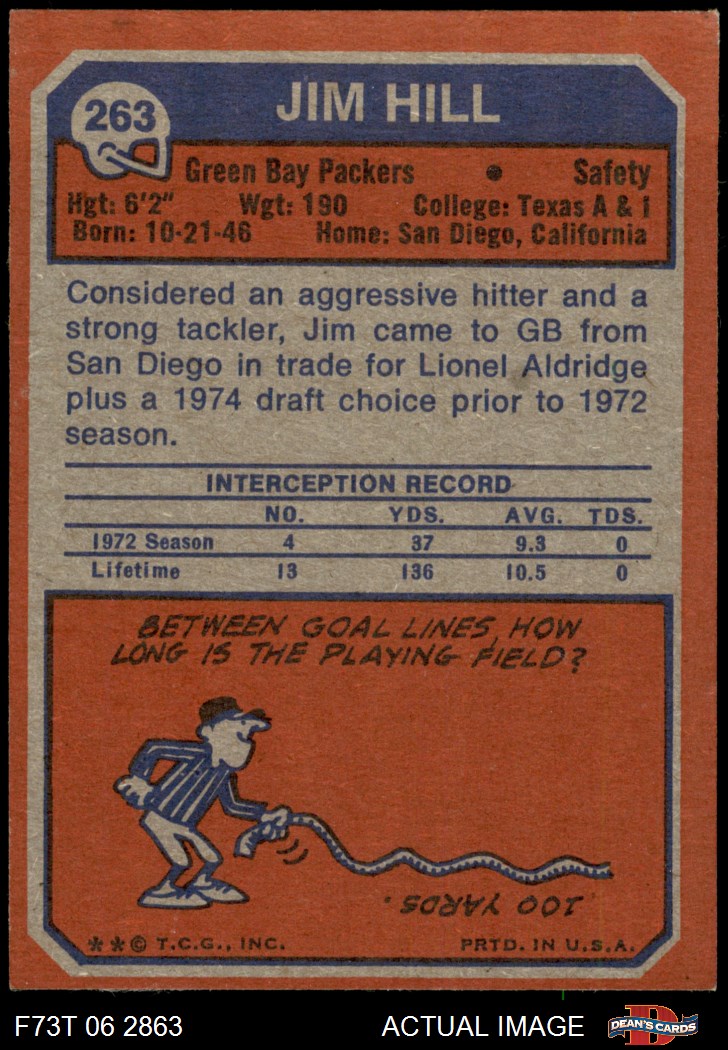 263
JIM HILL
Green Bay Packers • Safety
Hgt: 6'2" Wgt: 190 College: Texas A & I
Born: 10-21-46 Home: San Diego, California
Considered an aggressive hitter and a
strong tackler, Jim came to GB from
San Diego in trade for Lionel Aldridge
plus a 1974 draft choice prior to 1972
season.
INTERCEPTION RECORD
NO. YDS. AVG. TDS.
1972 Season 4 37 9.3 0
Lifetime 13 136 10.5 0
BETWEEN GOAL LINES, HOW
LONG IS THE PLAYING FIELD?
100 YARDS.
**© T.C.G., INC. PRTD. IN U.S.A.
F73T 06 2863 ACTUAL IMAGE D DEAN'S CARDS